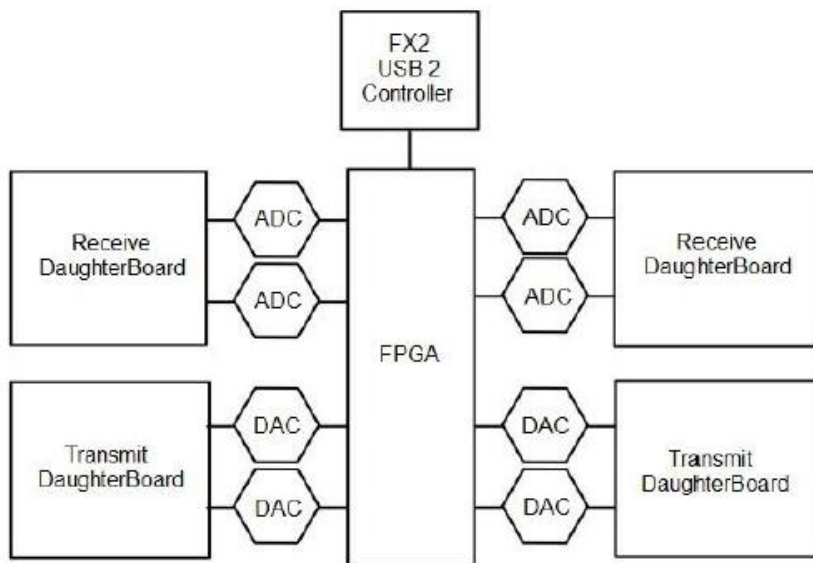 FX2
USB 2
Controller
Receive
DaughterBoard
ADC
ADC
FPGA
ADC
ADC
Receive
DaughterBoard
Transmit
DaughterBoard
DAC
DAC
DAC
DAC
Transmit
DaughterBoard